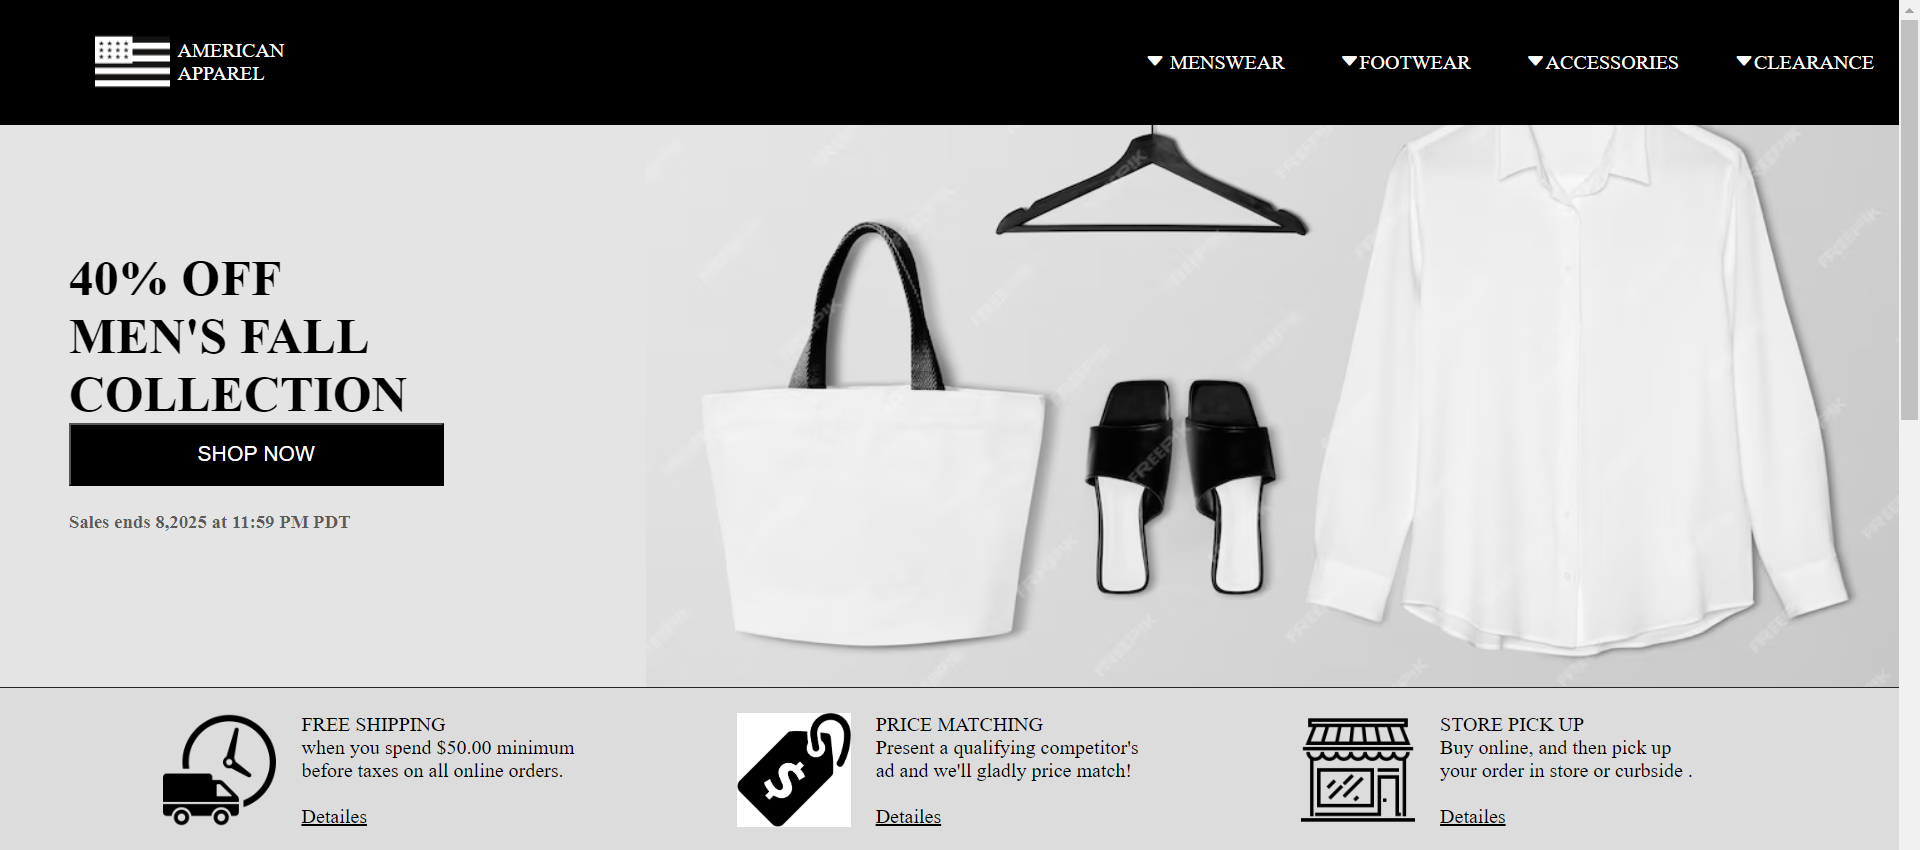 AMERICAN
APPAREL
MENSWEAR
FOOTWEAR
ACCESSORIES
CLEARANCE
40% OFF
MEN'S FALL
COLLECTION
SHOP NOW
Sales ends 8,2025 at 11:59 PM PDT
FREE SHIPPING
when you spend $50.00 minimum
before taxes on all online orders.
Detailes
PRICE MATCHING
Present a qualifying competitor's
ad and we'll gladly price match!
Detailes
STORE PICK UP
Buy online, and then pick up
your order in store or curbside .
Detailes
FREEPIK